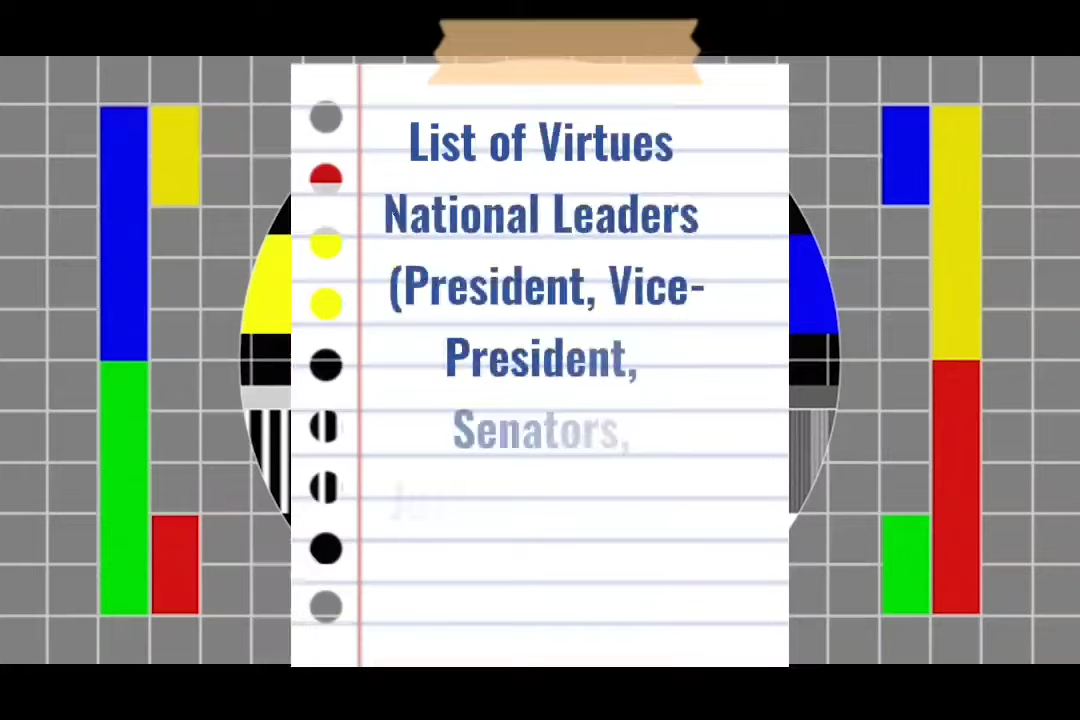 List of Virtues
National Leaders
(President, Vice-
President,
Senators,